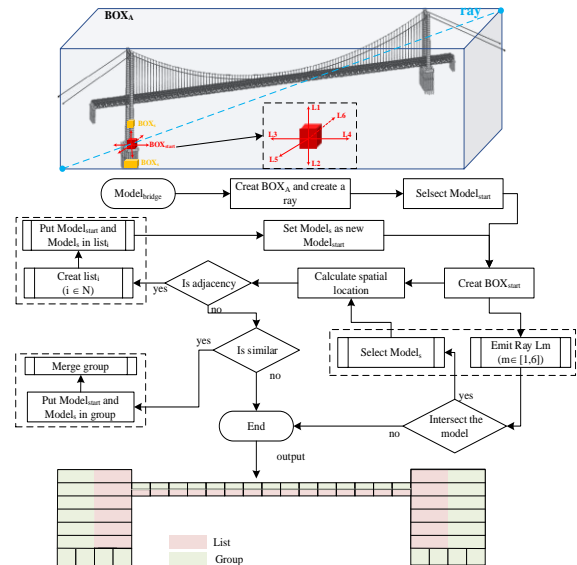 BOXA
ray
BOXs
BOXstart
BOXs
L1
L6
L3
L4
L5
L2
Modelbridge
Creat BOXA and create a
ray
Selsect Modelstart
Put Modelstart and
Models in listi
Set Models as new
Modelstart
Creat listi
(i ∈ N)
yes
Is adjacency
no
Calculate spatial
location
Creat BOXstart
Select Models
Emit Ray Lm
(m∈ [1,6])
yes
Is similar
no
Merge group
Put Modelstart and
Models in group
yes
Intersect the
model
no
End
output
List
Group